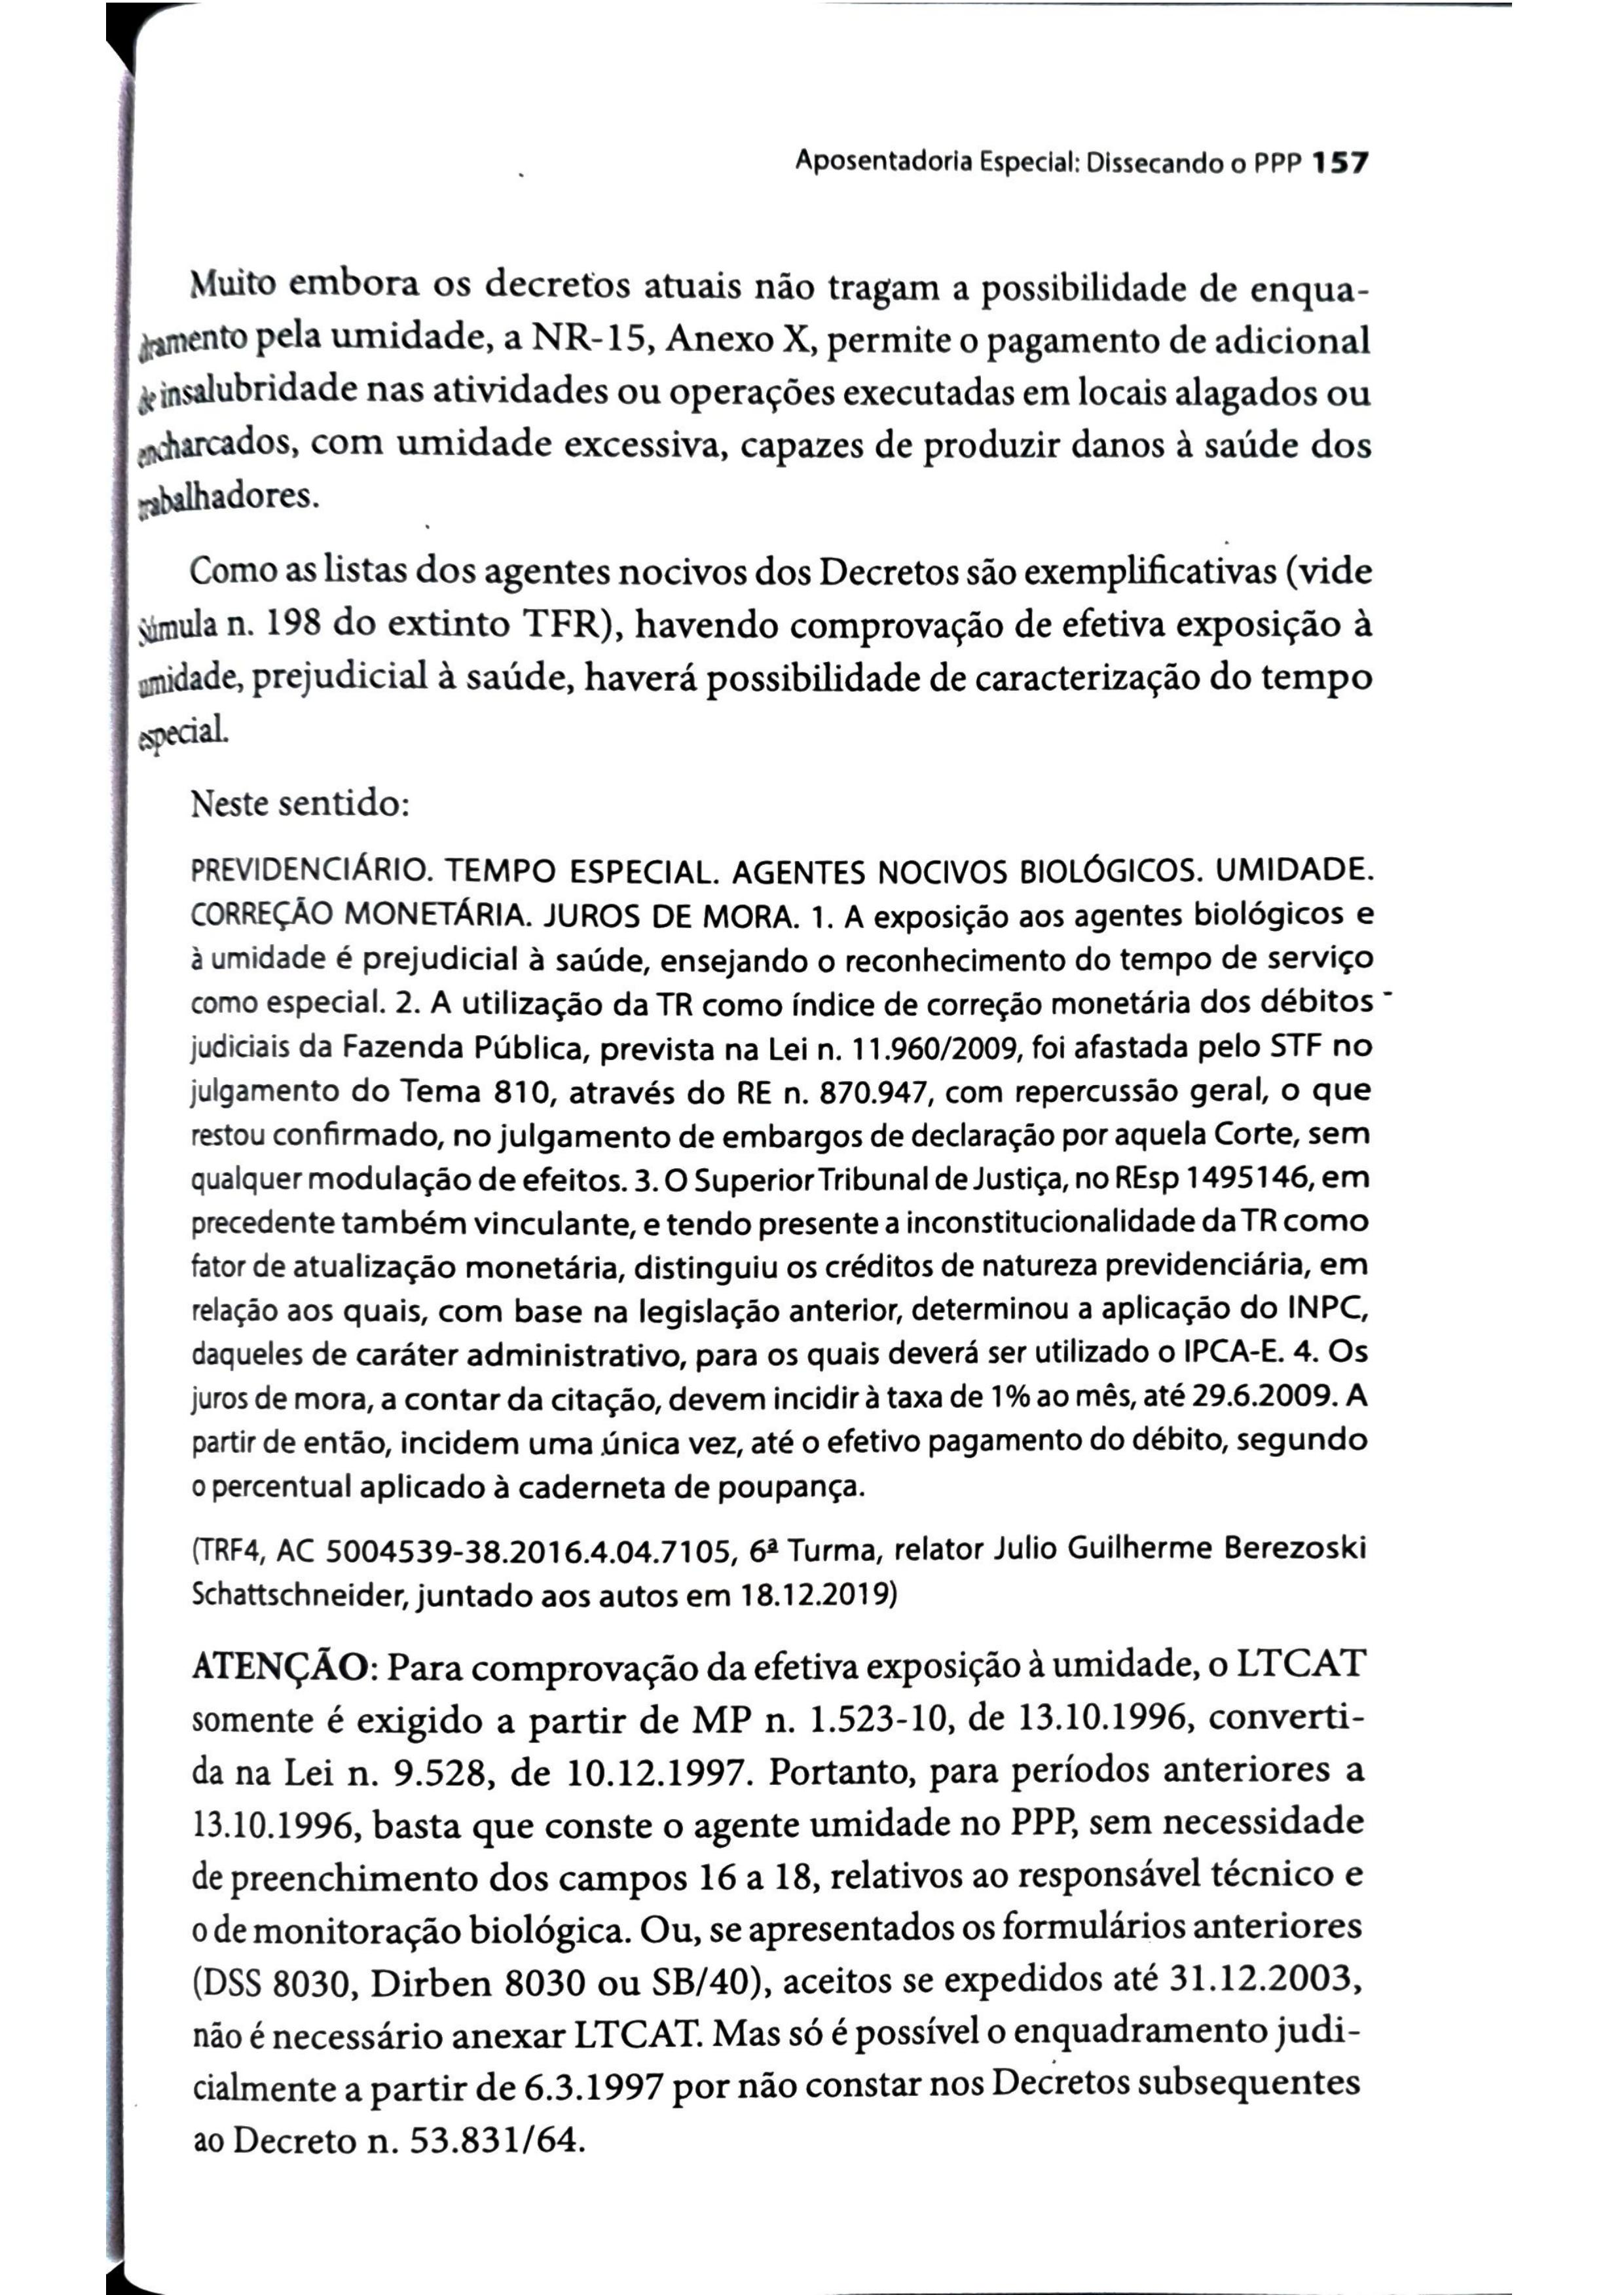 Aposentadoria Especial: Dissecando o PPP 157
Muito embora os decretos atuais não tragam a possibilidade de enqua-
dramento pela umidade, a NR-15, Anexo X, permite o pagamento de adicional
de insalubridade nas atividades ou operações executadas em locais alagados ou
encharcados, com umidade excessiva, capazes de produzir danos à saúde dos
trabalhadores.
Como as listas dos agentes nocivos dos Decretos são exemplificativas (vide
Súmula n. 198 do extinto TFR), havendo comprovação de efetiva exposição à
umidade, prejudicial à saúde, haverá possibilidade de caracterização do tempo
especial.
Neste sentido:
PREVIDENCIÁRIO. TEMPO ESPECIAL. AGENTES NOCIVOS BIOLÓGICOS. UMIDADE.
CORREÇÃO MONETÁRIA. JUROS DE MORA. 1. A exposição aos agentes biológicos e
à umidade é prejudicial à saúde, ensejando o reconhecimento do tempo de serviço
como especial. 2. A utilização da TR como índice de correção monetária dos débitos
judiciais da Fazenda Pública, prevista na Lei n. 11.960/2009, foi afastada pelo STF no
julgamento do Tema 810, através do RE n. 870.947, com repercussão geral, o que
restou confirmado, no julgamento de embargos de declaração por aquela Corte, sem
qualquer modulação de efeitos. 3. O Superior Tribunal de Justiça, no REsp 1495146, em
precedente também vinculante, e tendo presente a inconstitucionalidade da TR como
fator de atualização monetária, distinguiu os créditos de natureza previdenciária, em
relação aos quais, com base na legislação anterior, determinou a aplicação do INPC,
daqueles de caráter administrativo, para os quais deverá ser utilizado o IPCA-E. 4. Os
juros de mora, a contar da citação, devem incidir à taxa de 1% ao mês, até 29.6.2009. A
partir de então, incidem uma única vez, até o efetivo pagamento do débito, segundo
o percentual aplicado à caderneta de poupança.
(TRF4, AC 5004539-38.2016.4.04.7105, 6ª Turma, relator Julio Guilherme Berezoski
Schattschneider, juntado aos autos em 18.12.2019)
ATENÇÃO: Para comprovação da efetiva exposição à umidade, o LTCAT
somente é exigido a partir de MP n. 1.523-10, de 13.10.1996, converti-
da na Lei n. 9.528, de 10.12.1997. Portanto, para períodos anteriores a
13.10.1996, basta que conste o agente umidade no PPP, sem necessidade
de preenchimento dos campos 16 a 18, relativos ao responsável técnico e
o de monitoração biológica. Ou, se apresentados os formulários anteriores
(DSS 8030, Dirben 8030 ou SB/40), aceitos se expedidos até 31.12.2003,
não é necessário anexar LTCAT. Mas só é possível o enquadramento judi-
cialmente a partir de 6.3.1997 por não constar nos Decretos subsequentes
ao Decreto n. 53.831/64.